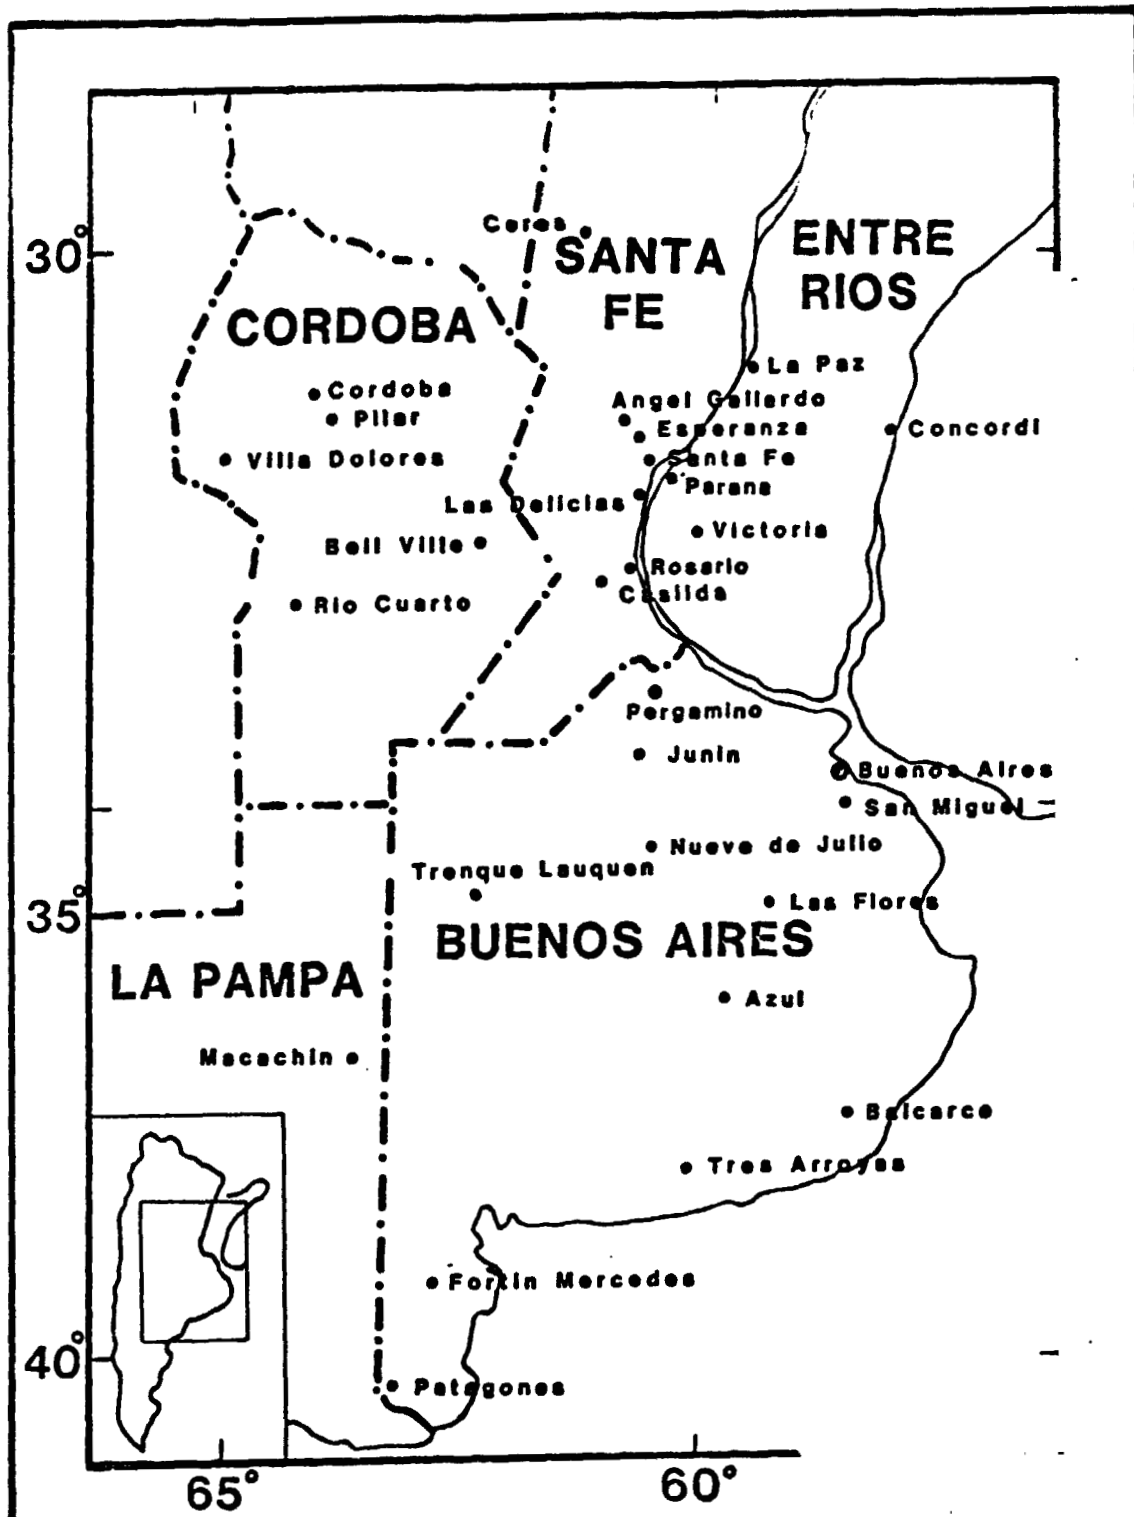 Ceres
30°
SANTA
FE
ENTRE
RIOS
CORDOBA
La Paz
Cordoba
Angel Gallardo
Pilar
Esperanza
Concordi
Villa Dolores
Santa Fe
Parana
Las Delicias
Victoria
Bell Ville
Rosario
Casilda
Rio Cuarto
Pergamino
Junin
Buenos Aires
San Miguel
Nueve de Julio
Trenque Lauquen
35°
Las Flores
BUENOS AIRES
LA PAMPA
Azul
Macachin
Balcarce
Tres Arroyas
Fortin Mercedes
40°
Patagones
65°
60°